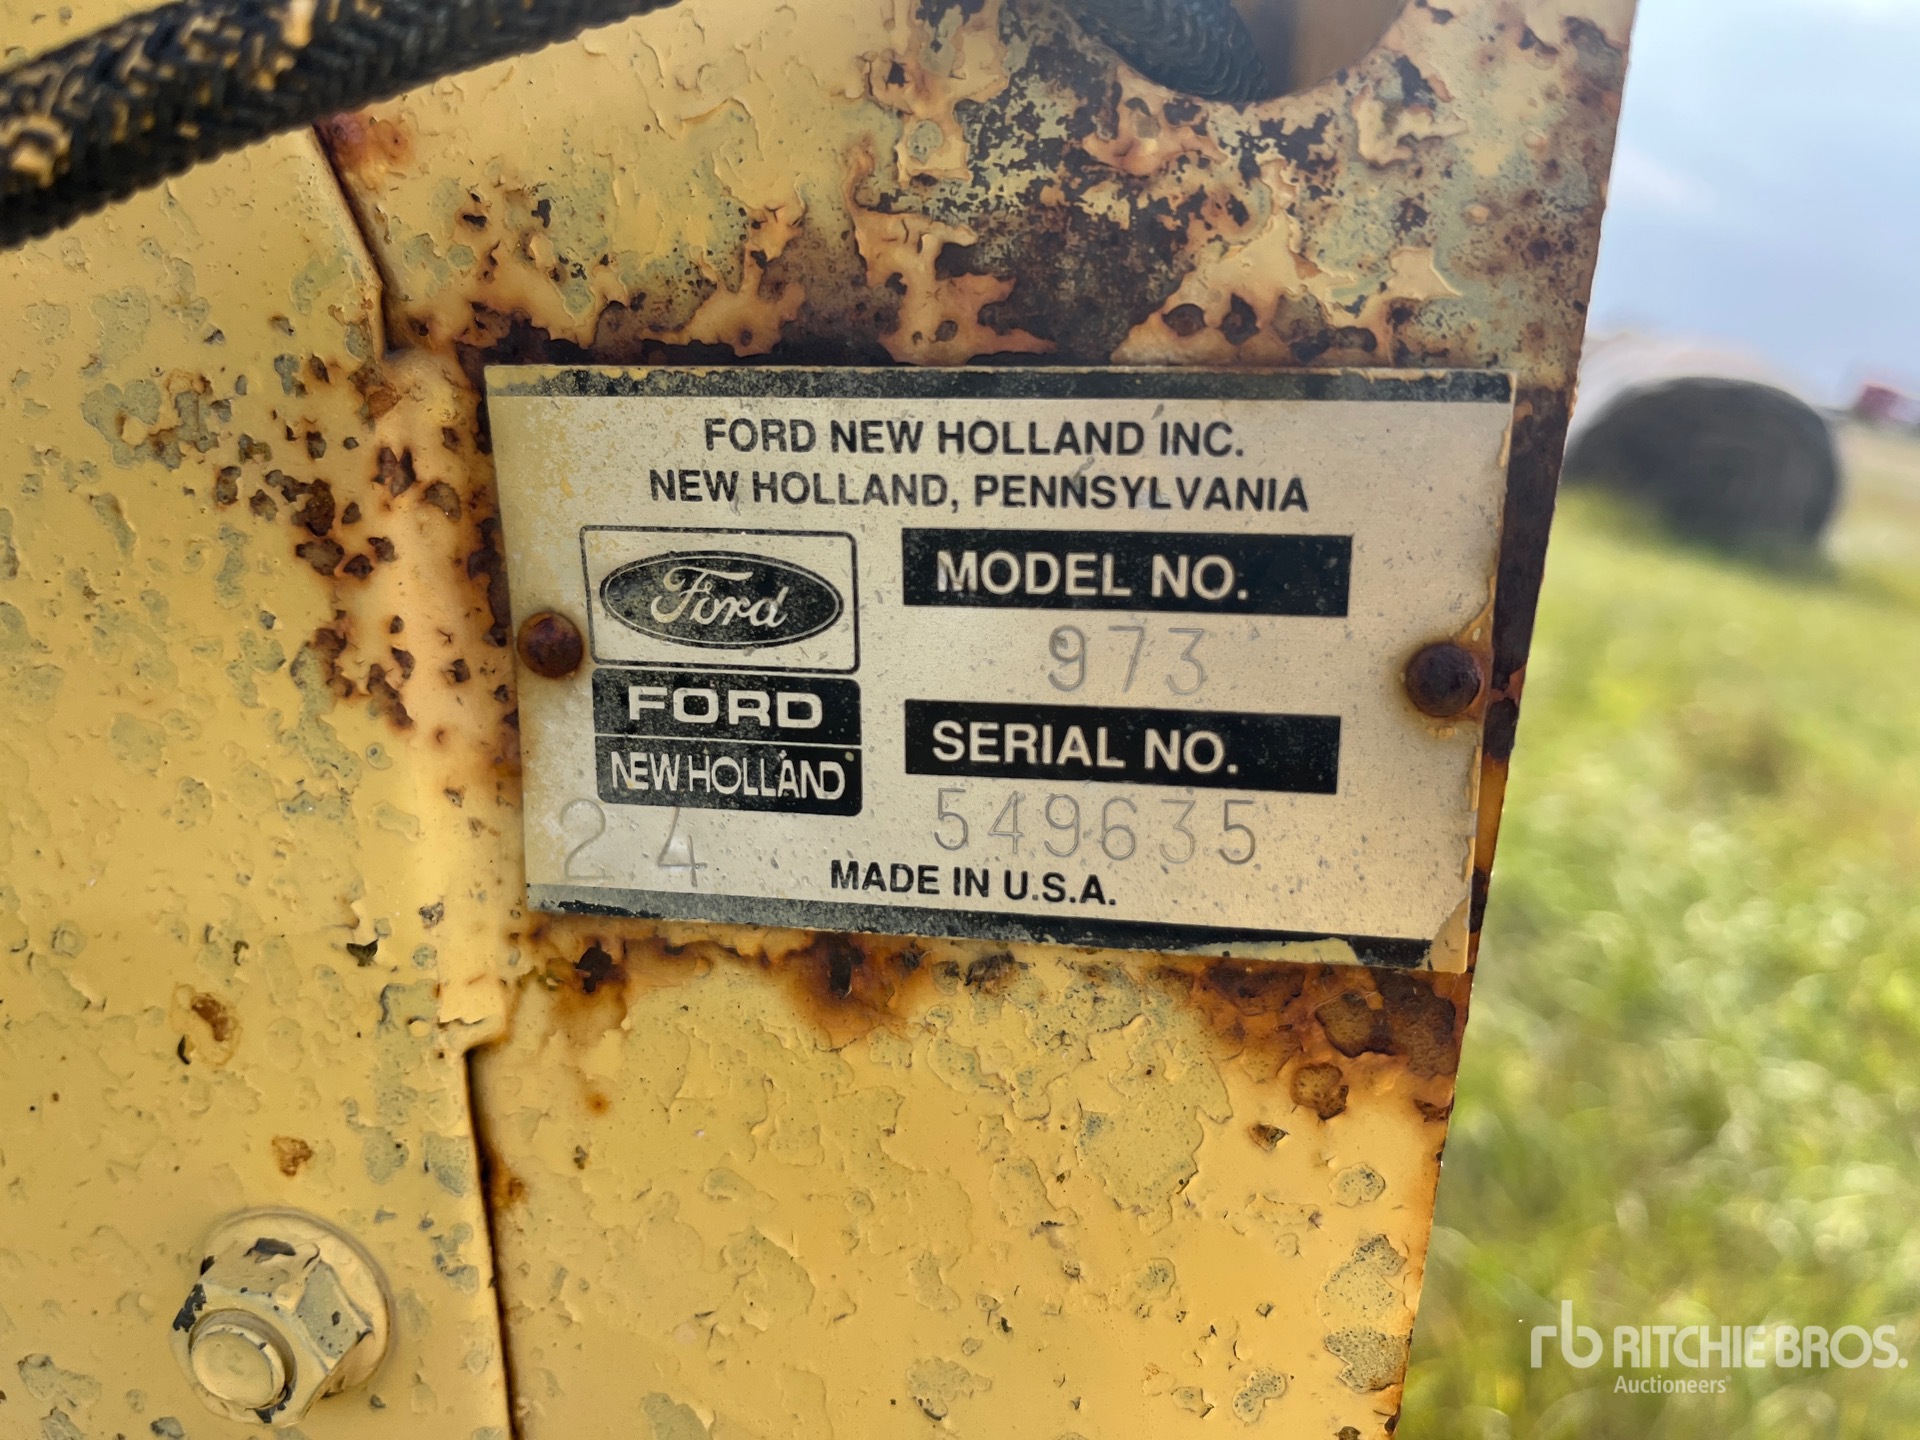 FORD NEW HOLLAND INC.
NEW HOLLAND, PENNSYLVANIA
Ford
FORD
NEW HOLLAND
24
MODEL NO.
973
SERIAL NO.
549635
MADE IN U.S.A.
rb RITCHIE BROS.
Auctioneers